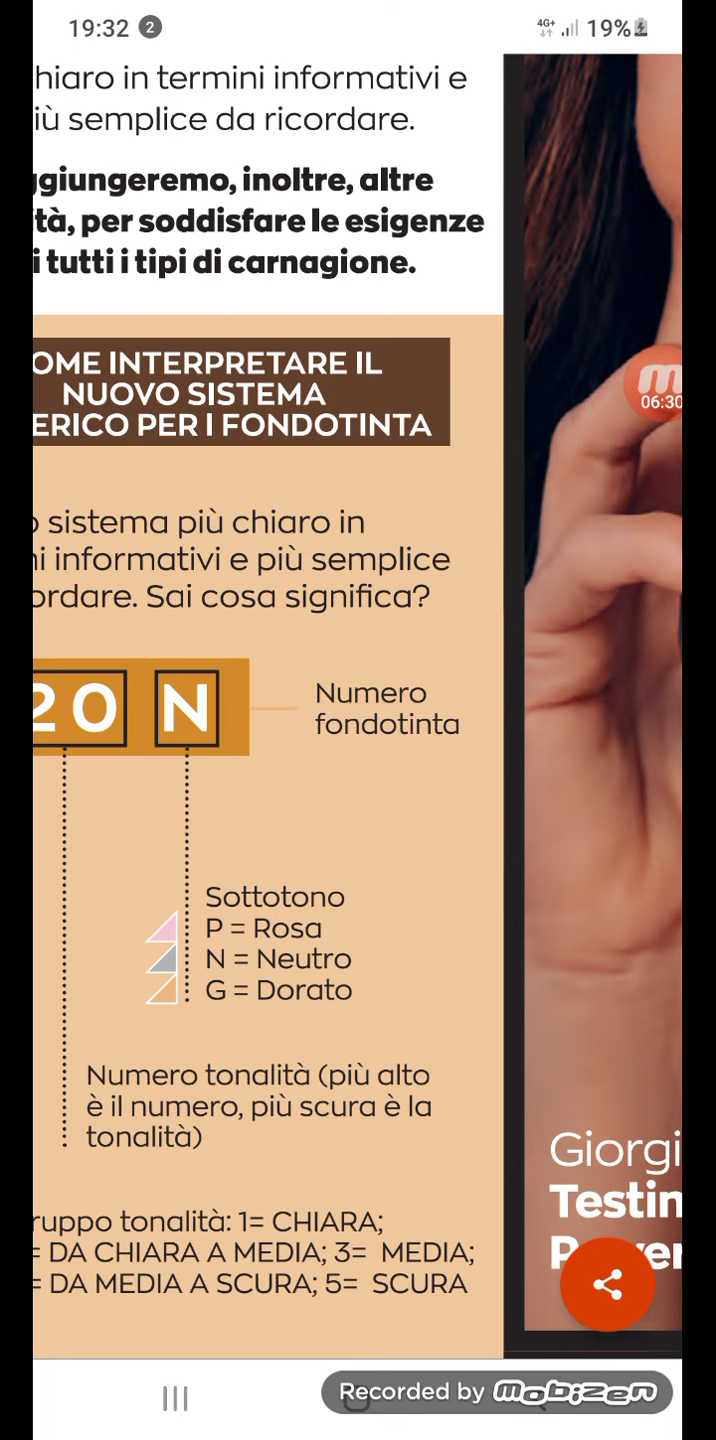 19:32 2 4G+ 19%
hiaro in termini informativi e
iù semplice da ricordare.
ggiungeremo, inoltre, altre
tà, per soddisfare le esigenze
i tutti i tipi di carnagione.
OME INTERPRETARE IL
NUOVO SISTEMA
ERICO PER I FONDOTINTA
06:30
o sistema più chiaro in
ni informativi e più semplice
ordare. Sai cosa significa?
20 N
Numero
fondotinta
Sottotono
P = Rosa
N = Neutro
G = Dorato
Numero tonalità (più alto
è il numero, più scura è la
tonalità)
ruppo tonalità: 1= CHIARA;
= DA CHIARA A MEDIA; 3= MEDIA;
= DA MEDIA A SCURA; 5= SCURA
Giorgi
Testin
Recorded by Mobizen